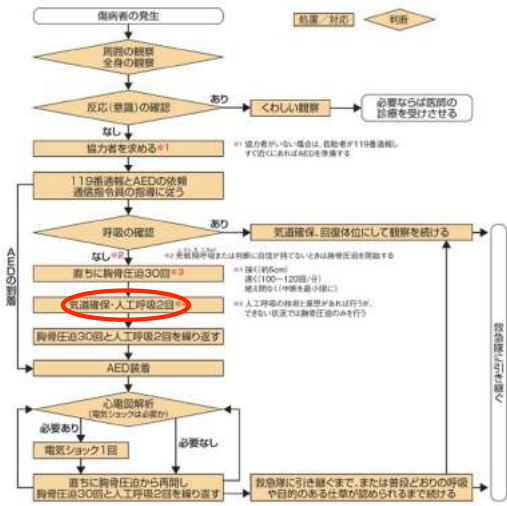 傷病者の発生
処置／対応
判断
周囲の観察
全身の観察
反応（意識）の確認
あり
くわしい観察
必要ならば医師の
診療を受けさせる
なし
協力者を求める※1
※1 協力者がいない場合は、救助者が119番通報し
すぐ近くにあればAEDを準備する
119番通報とAEDの依頼
通信指令員の指導に従う
呼吸の確認
あり
気道確保、回復体位にして観察を続ける
なし※2
※2 死戦期呼吸または判断に自信が持てないときは胸骨圧迫を開始する
直ちに胸骨圧迫30回※3
※3 強く（約5cm）
速く（100～120回/分）
絶え間なく（中断を最小限に）
気道確保・人工呼吸2回
※4 人工呼吸の技術と意思があれば行うが、
できない状況では胸骨圧迫のみを行う
胸骨圧迫30回と人工呼吸2回を繰り返す
AEDの到着
AED装着
心電図解析
（電気ショックは必要か）
必要あり
必要なし
電気ショック1回
直ちに胸骨圧迫から再開し
胸骨圧迫30回と人工呼吸2回を繰り返す
救急隊に引き継ぐまで、または普段どおりの呼吸
や目的のある仕草が認められるまで続ける
救急隊に引き継ぐ